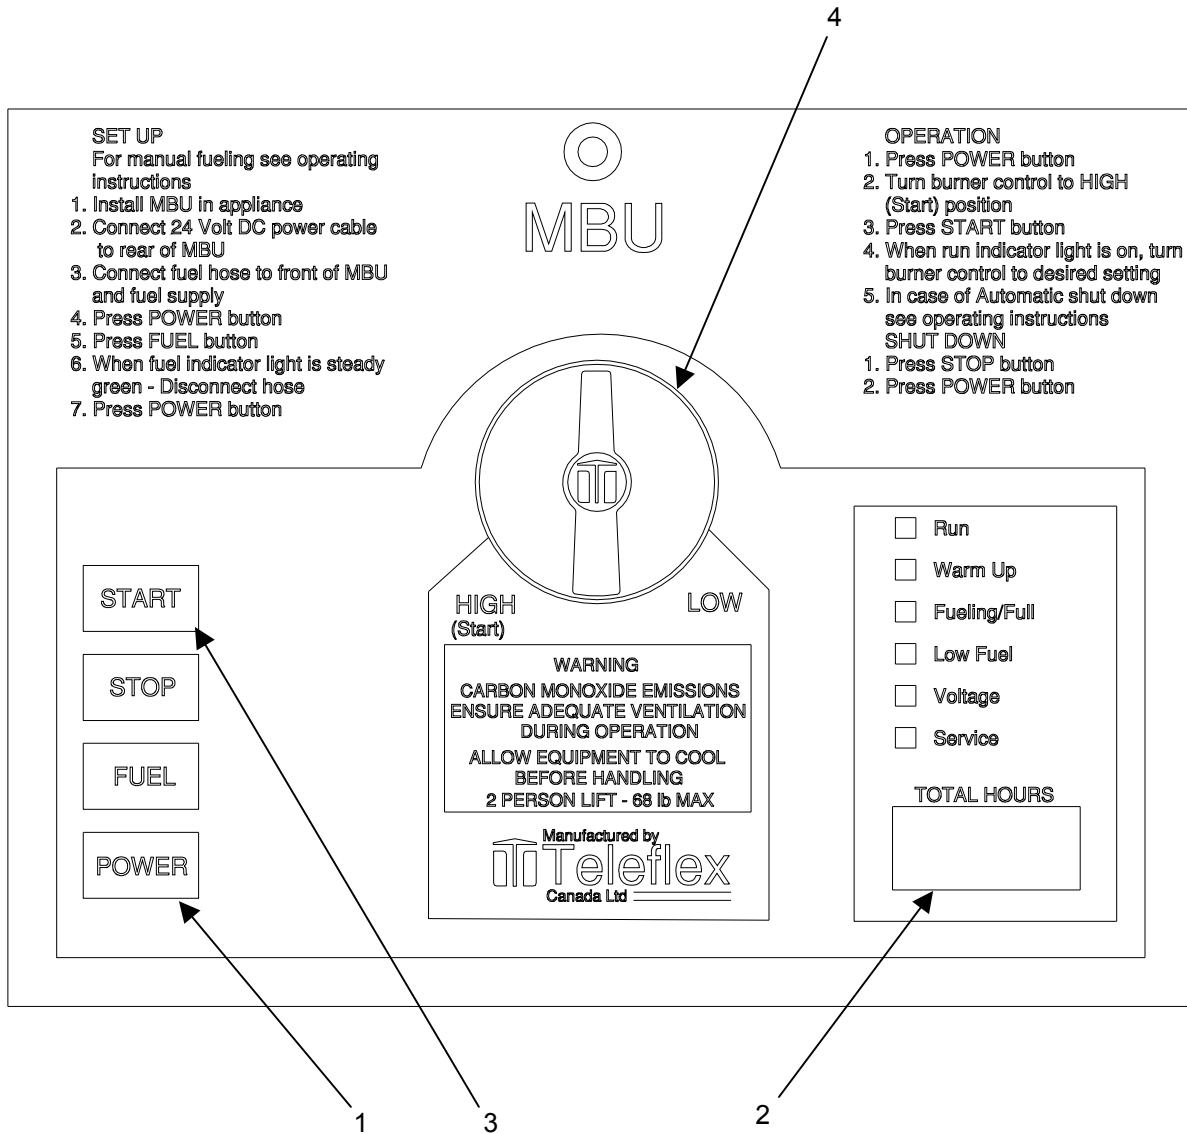 4
SET UP
For manual fueling see operating
instructions
1. Install MBU in appliance
2. Connect 24 Volt DC power cable
to rear of MBU
3. Connect fuel hose to front of MBU
and fuel supply
4. Press POWER button
5. Press FUEL button
6. When fuel indicator light is steady
green - Disconnect hose
7. Press POWER button
MBU
OPERATION
1. Press POWER button
2. Turn burner control to HIGH
(Start) position
3. Press START button
4. When run indicator light is on, turn
burner control to desired setting
5. In case of Automatic shut down
see operating instructions
SHUT DOWN
1. Press STOP button
2. Press POWER button
START
STOP
FUEL
POWER
HIGH
(Start)
LOW
WARNING
CARBON MONOXIDE EMISSIONS
ENSURE ADEQUATE VENTILATION
DURING OPERATION
ALLOW EQUIPMENT TO COOL
BEFORE HANDLING
2 PERSON LIFT - 68 lb MAX
Manufactured by
Teleflex
Canada Ltd
Run
Warm Up
Fueling/Full
Low Fuel
Voltage
Service
TOTAL HOURS
1
3
2